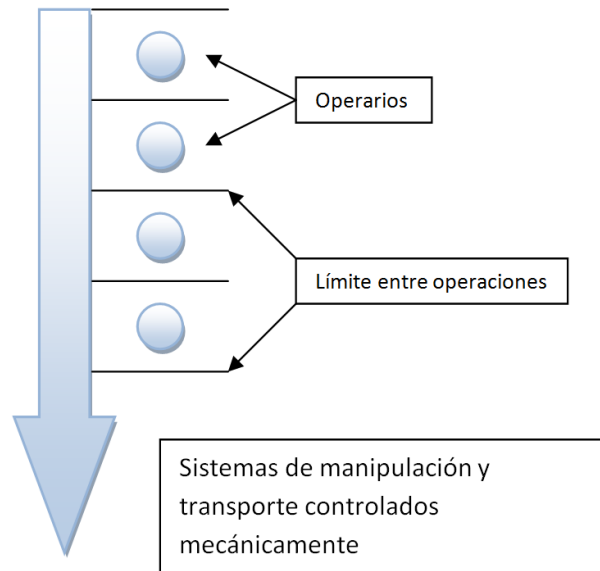 Operarios
Límite entre operaciones
Sistemas de manipulación y
transporte controlados
mecánicamente